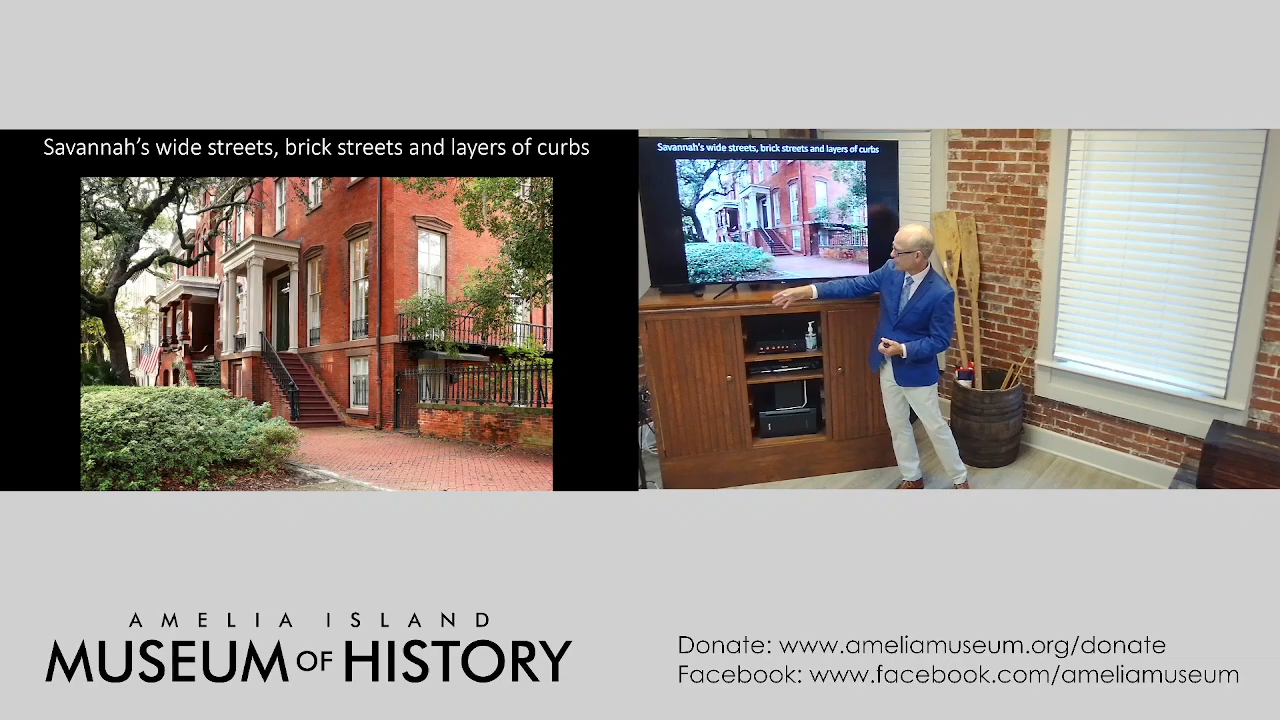 Savannah's wide streets, brick streets and layers of curbs
Savannah's wide streets, brick streets and layers of curbs
AMELIA ISLAND
MUSEUM OF HISTORY
Donate: www.ameliamuseum.org/donate
Facebook: www.facebook.com/ameliamuseum